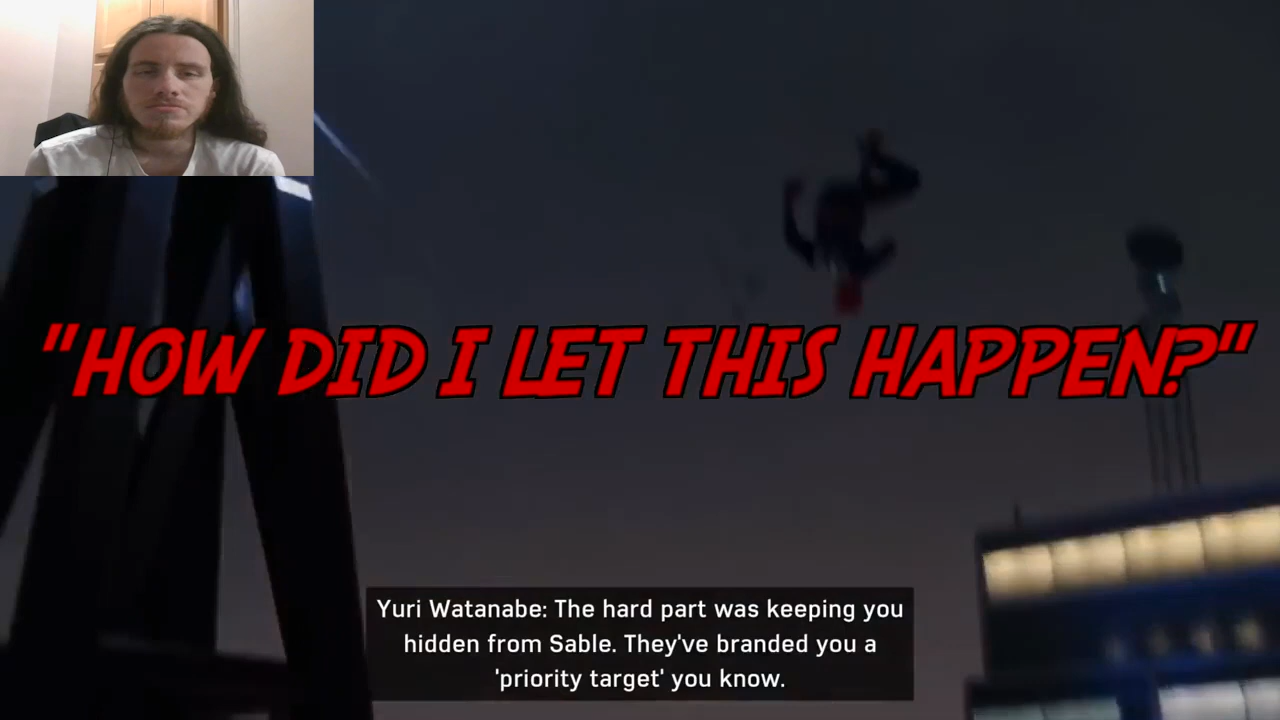 "HOW DID I LET THIS HAPPEN?"
Yuri Watanabe: The hard part was keeping you
hidden from Sable. They've branded you a
'priority target' you know.